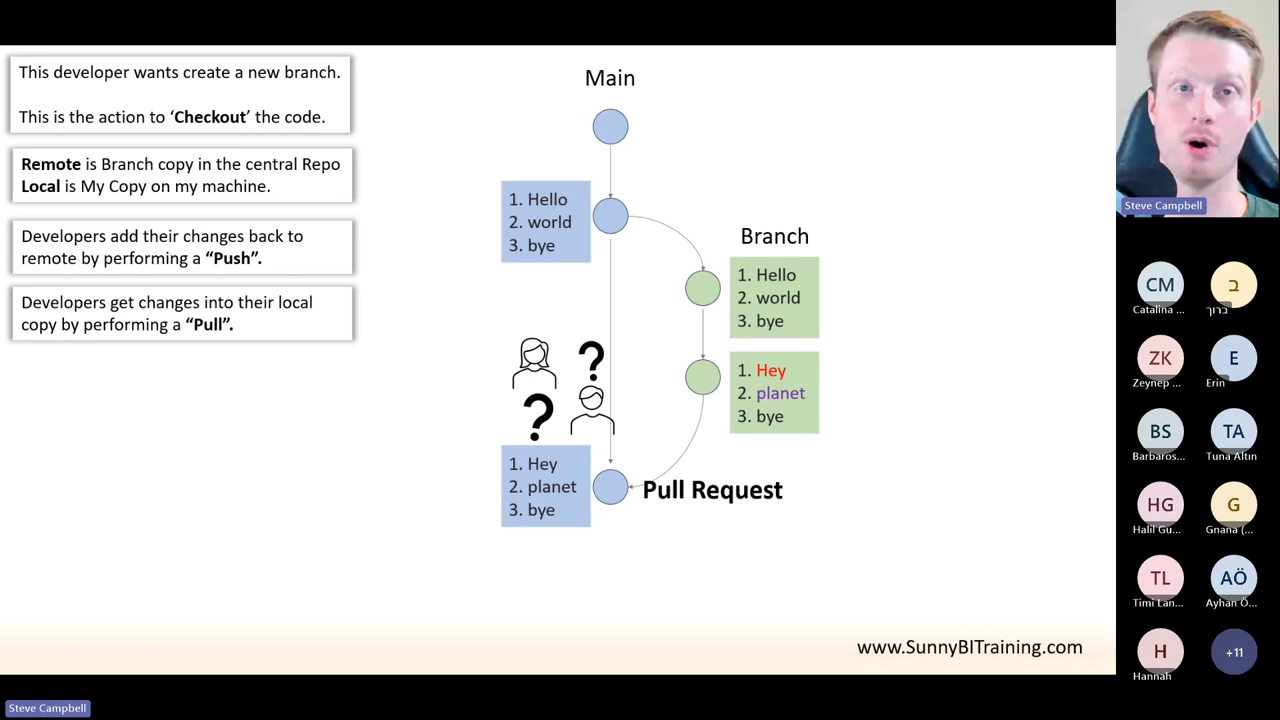 This developer wants create a new branch.
This is the action to ‘Checkout’ the code.
Remote is Branch copy in the central Repo
Local is My Copy on my machine.
Developers add their changes back to
remote by performing a “Push”.
Developers get changes into their local
copy by performing a “Pull”.
Main
1. Hello
2. world
3. bye
Branch
1. Hello
2. world
3. bye
1. Hey
2. planet
3. bye
?
?
1. Hey
2. planet
3. bye
Pull Request
www.SunnyBITraining.com
Steve Campbell
CM
Catalina ...
ב
ברוך
ZK
Zeynep ...
E
Erin
BS
Barbaros...
TA
Tuna Altın
HG
Halil Gu...
G
Gnana (...
TL
Timi Lan...
AÖ
Ayhan Ö...
H
Hannah
+11
Steve Campbell